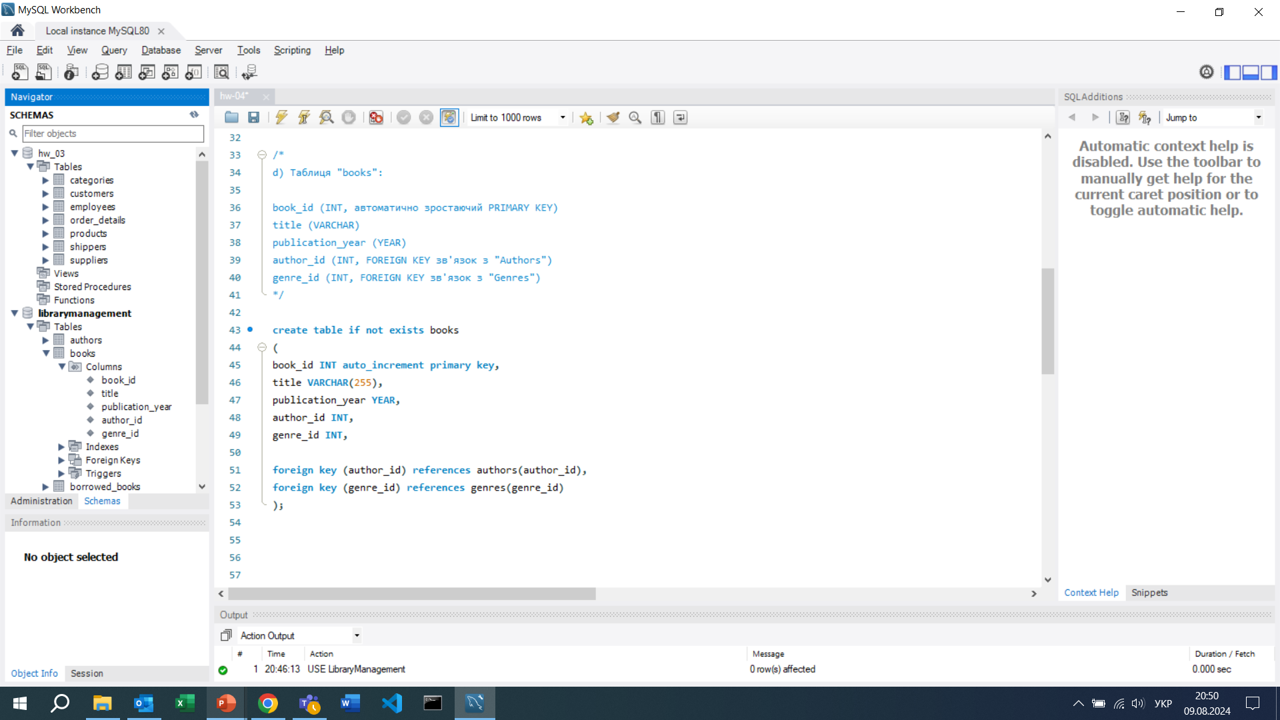 MySQL Workbench
Local instance MySQL80
File Edit View Query Database Server Tools Scripting Help
Navigator
SCHEMAS
Filter objects
hw_03
Tables
categories
customers
employees
order_details
products
shippers
suppliers
Views
Stored Procedures
Functions
librarymanagement
Tables
authors
books
Columns
book_id
title
publication_year
author_id
genre_id
Indexes
Foreign Keys
Triggers
borrowed_books
Administration Schemas
Information
No object selected
Object Info Session
hw-04*
Limit to 1000 rows
32
33 /*
34 d) Таблиця "books":
35
36 book_id (INT, автоматично зростаючий PRIMARY KEY)
37 title (VARCHAR)
38 publication_year (YEAR)
39 author_id (INT, FOREIGN KEY зв'язок з "Authors")
40 genre_id (INT, FOREIGN KEY зв'язок з "Genres")
41 */
42
43 create table if not exists books
44 (
45 book_id INT auto_increment primary key,
46 title VARCHAR(255),
47 publication_year YEAR,
48 author_id INT,
49 genre_id INT,
50
51 foreign key (author_id) references authors(author_id),
52 foreign key (genre_id) references genres(genre_id)
53 );
54
55
56
57
SQLAdditions
Jump to
Automatic context help is
disabled. Use the toolbar to
manually get help for the
current caret position or to
toggle automatic help.
Context Help Snippets
Output
Action Output
# Time Action Message Duration / Fetch
1 20:46:13 USE LibraryManagement 0 row(s) affected 0.000 sec
УКР
20:50
09.08.2024